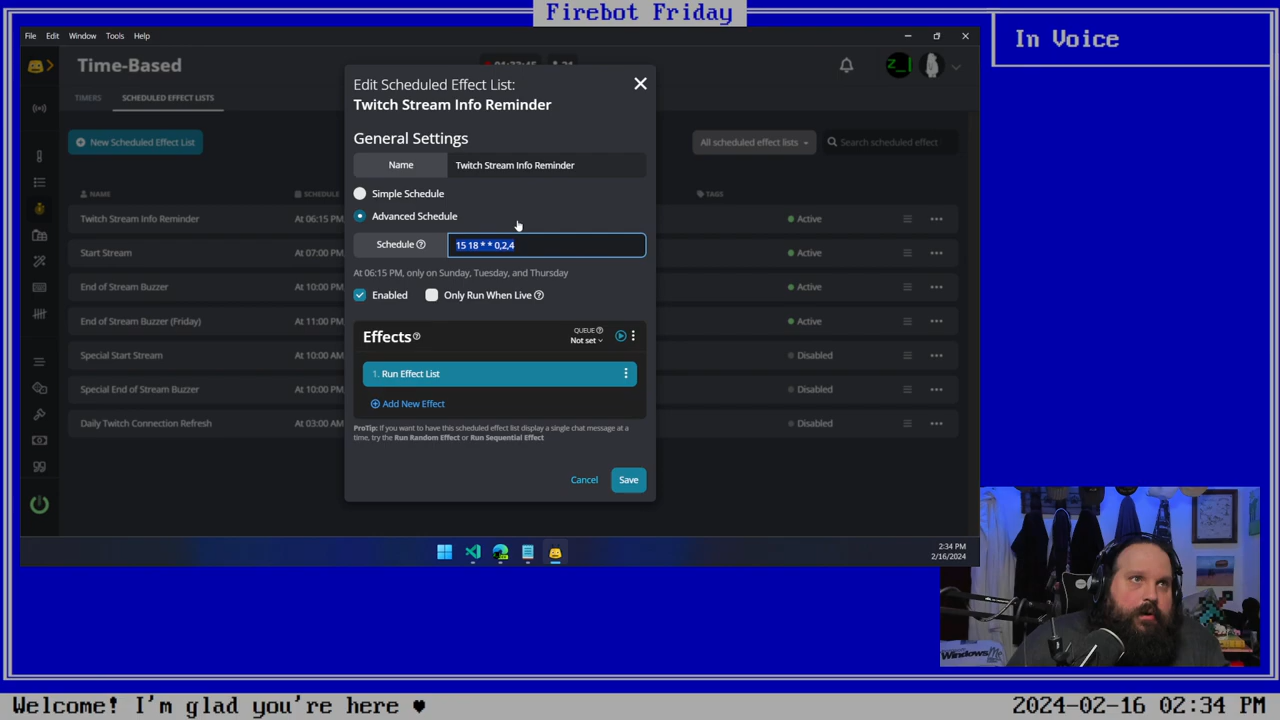 Firebot Friday
File Edit Window Tools Help
In Voice
Time-Based
TIMERS SCHEDULED EFFECT LISTS
New Scheduled Effect List
All scheduled effect lists
Search scheduled effect
NAME SCHEDULE TAGS
Twitch Stream Info Reminder At 06:15 PM, Active
Start Stream At 07:00 Active
End of Stream Buzzer At 10:00 Active
End of Stream Buzzer (Friday) At 11:00 Active
Special Start Stream At 10:00 AM Disabled
Special End of Stream Buzzer At 10:00 PM, Disabled
Daily Twitch Connection Refresh At 03:00 AM Disabled
Edit Scheduled Effect List:
Twitch Stream Info Reminder
General Settings
Name Twitch Stream Info Reminder
Simple Schedule
Advanced Schedule
Schedule 15 18 * * 0,2,4
At 06:15 PM, only on Sunday, Tuesday, and Thursday
Enabled Only Run When Live
Effects QUEUE
Not set
1. Run Effect List
Add New Effect
ProTip: If you want to have this scheduled effect list display a single chat message at a
time, try the Run Random Effect or Run Sequential Effect
Cancel Save
2:34 PM
2/16/2024
Windows Me
Welcome! I'm glad you're here ♥
2024-02-16 02:34 PM